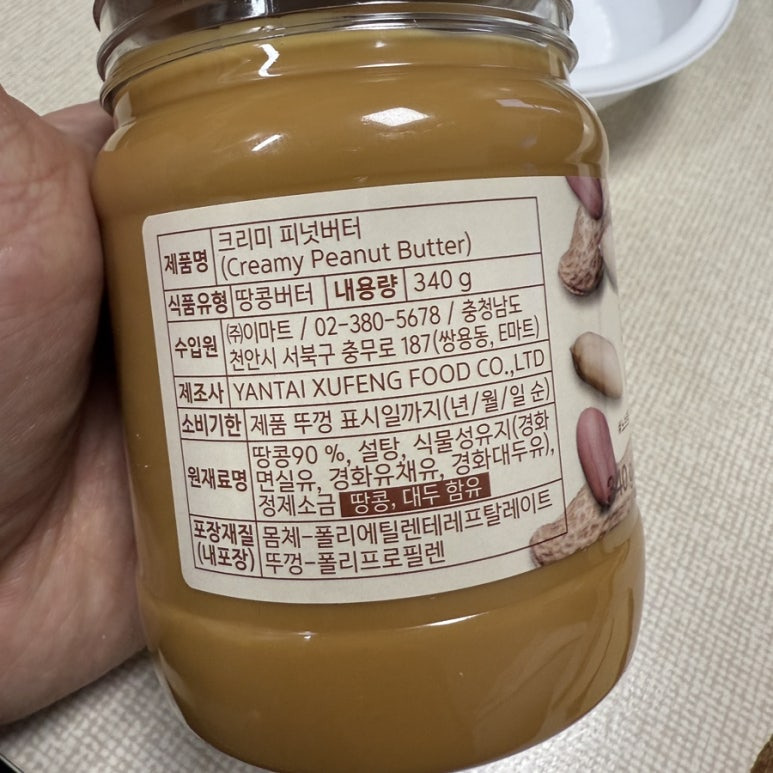 제품명 크리미 피넛버터
(Creamy Peanut Butter)
식품유형 땅콩버터 내용량 340 g
수입원 ㈜이마트 / 02-380-5678 / 충청남도
천안시 서북구 충무로 187(쌍용동, E마트)
제조사 YANTAI XUFENG FOOD CO.,LTD
소비기한 제품 뚜껑 표시일까지(년/월/일 순)
원재료명 땅콩90 %, 설탕, 식물성유지(경화
면실유, 경화유채유, 경화대두유),
정제소금 땅콩, 대두 함유
포장재질 몸체-폴리에틸렌테레프탈레이트
(내포장) 뚜껑-폴리프로필렌